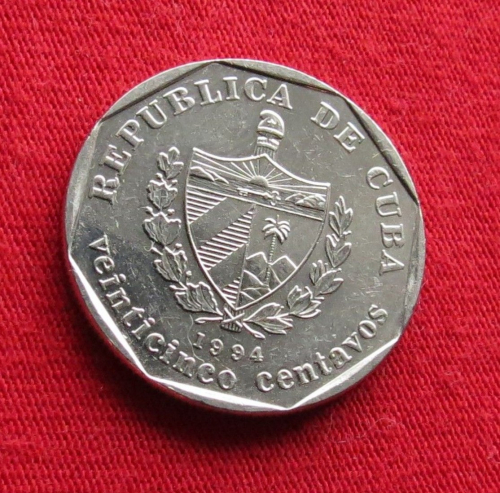 REPUBLICA DE CUBA
1994
veinticinco centavos